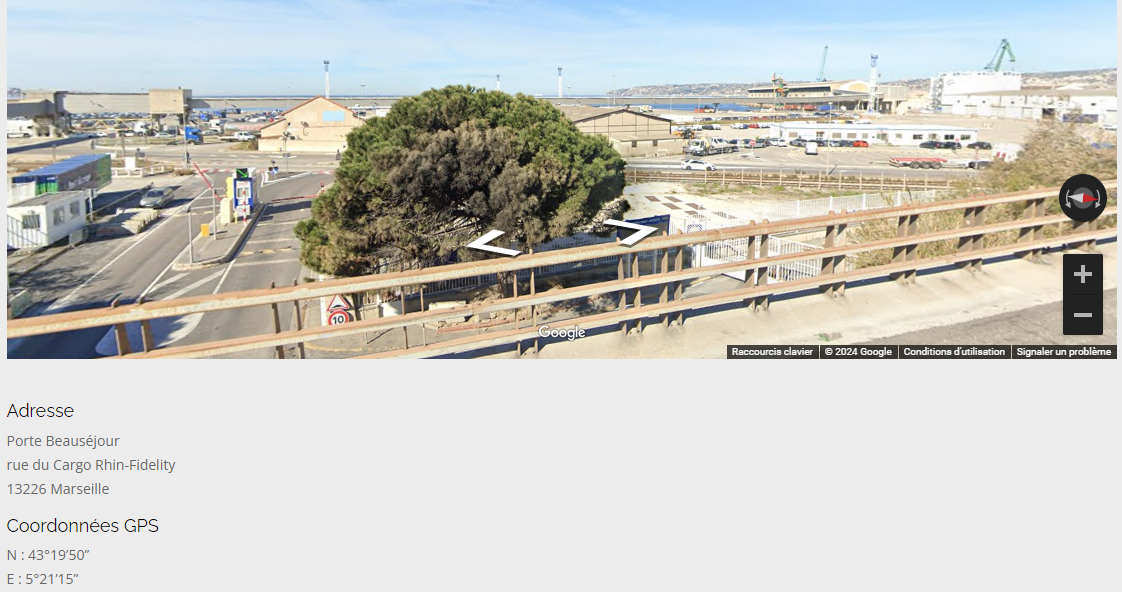 10
Google
Raccourcis clavier
© 2024 Google
Conditions d'utilisation
Signaler un problème
Adresse
Porte Beauséjour
rue du Cargo Rhin-Fidelity
13226 Marseille
Coordonnées GPS
N : 43°19’50”
E : 5°21’15”